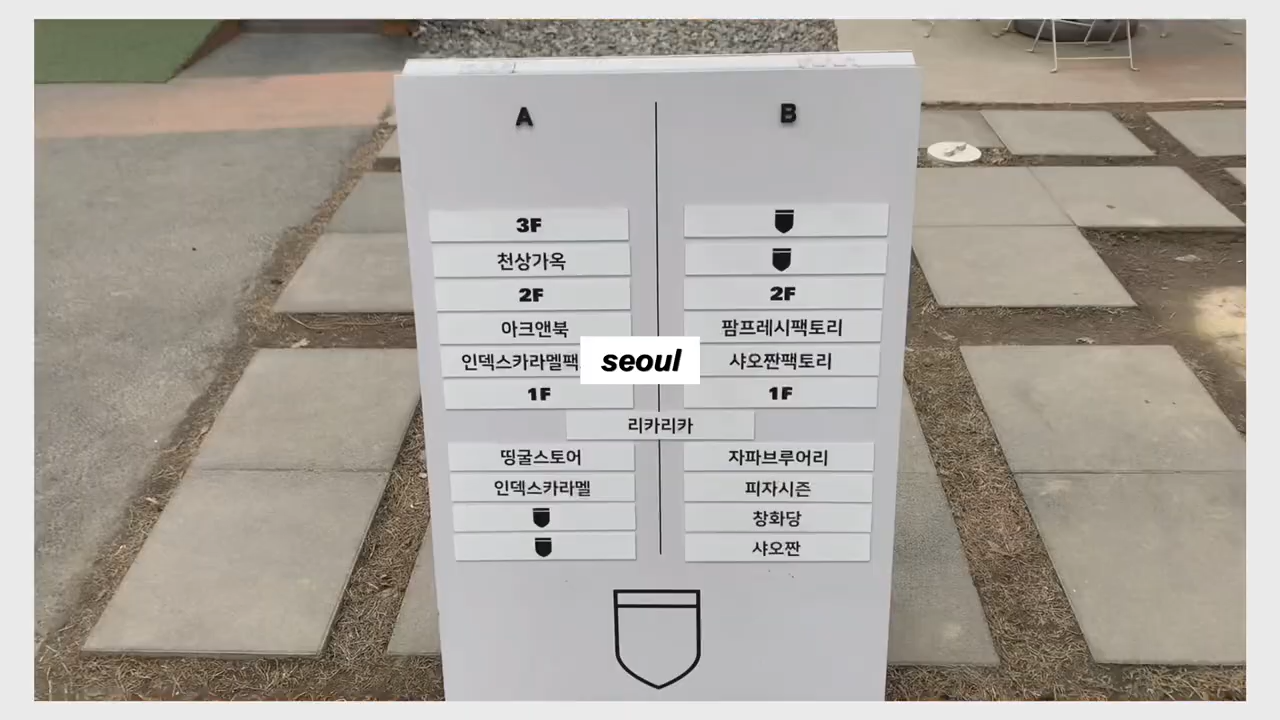 A
B
3F
천상가옥
2F
2F
아크앤북
팜프레시팩토리
인덱스카라멜팩
seoul
샤오짠팩토리
1F
1F
리카리카
띵굴스토어
자파브루어리
인덱스카라멜
피자시즌
창화당
샤오짠